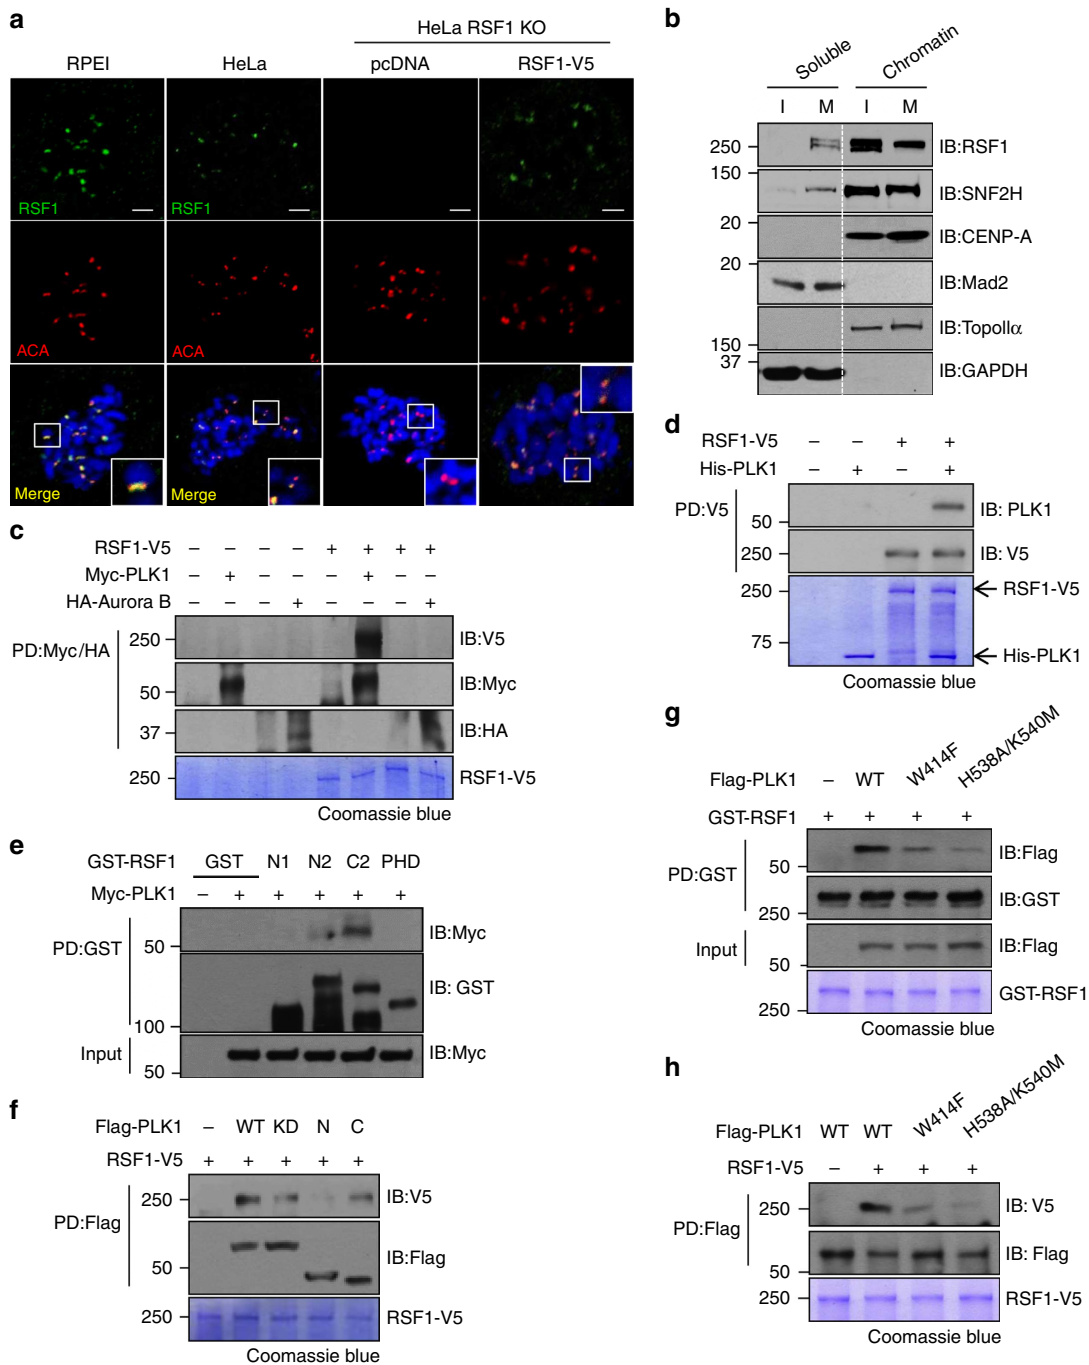 a
HeLa RSF1 KO
RPEI HeLa pcDNA RSF1-V5
RSF1 RSF1
ACA ACA
Merge Merge
b
Soluble Chromatin
I M I M
250 IB:RSF1
150
IB:SNF2H
20
IB:CENP-A
20
IB:Mad2
IB:TopoIIα
150
37
IB:GAPDH
c
RSF1-V5 – – – – + + + +
Myc-PLK1 – + – – – + – –
HA-Aurora B – – – + – – – +
PD:Myc/HA
250 IB:V5
50 IB:Myc
37 IB:HA
250 RSF1-V5
Coomassie blue
d
RSF1-V5 – – + +
His-PLK1 – + – +
PD:V5
50 IB: PLK1
250 IB: V5
250 RSF1-V5
75
His-PLK1
Coomassie blue
e
GST-RSF1 GST N1 N2 C2 PHD
Myc-PLK1 – + + + + +
PD:GST
50 IB:Myc
IB: GST
100
Input
50 IB:Myc
f
Flag-PLK1 – WT KD N C
RSF1-V5 + + + + +
PD:Flag
250 IB:V5
IB:Flag
50
250 RSF1-V5
Coomassie blue
g
Flag-PLK1 – WT W414F H538A/K540M
GST-RSF1 + + + +
PD:GST
50 IB:Flag
IB:GST
250
Input
IB:Flag
50
GST-RSF1
250
Coomassie blue
h
Flag-PLK1 WT WT W414F H538A/K540M
RSF1-V5 – + + +
PD:Flag
250 IB: V5
IB: Flag
50
250 RSF1-V5
Coomassie blue